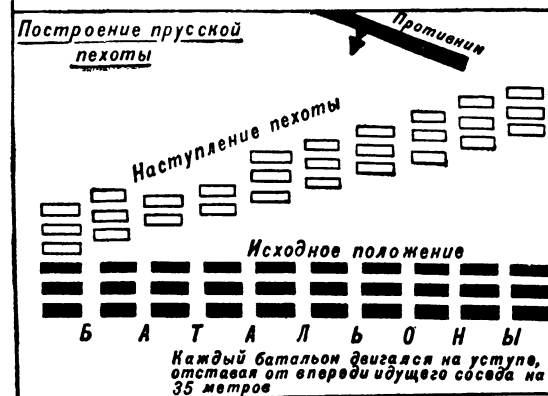 Построение прусской
пехоты
Противник
Наступление пехоты
Исходное положение
БАТАЛЬОНЫ
Каждый батальон двигался на уступе,
отставая от впереди идущего соседа на
35 метров